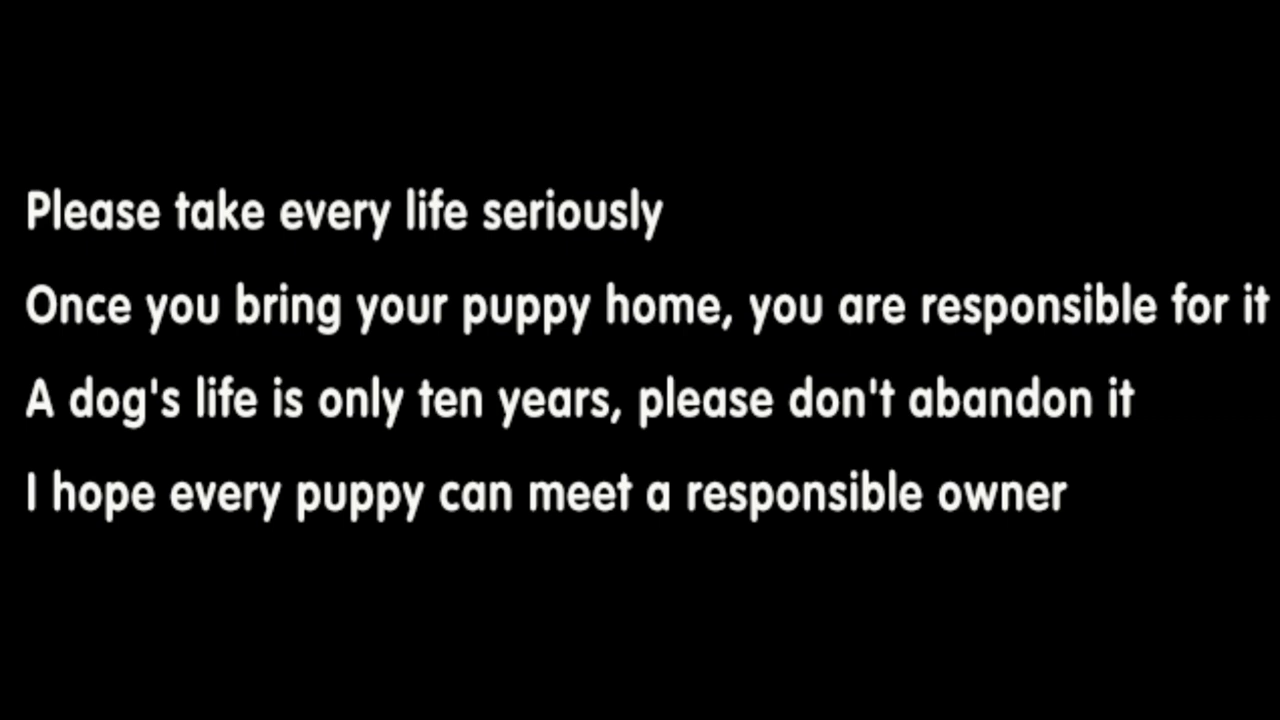 Please take every life seriously
Once you bring your puppy home, you are responsible for it
A dog's life is only ten years, please don't abandon it
I hope every puppy can meet a responsible owner